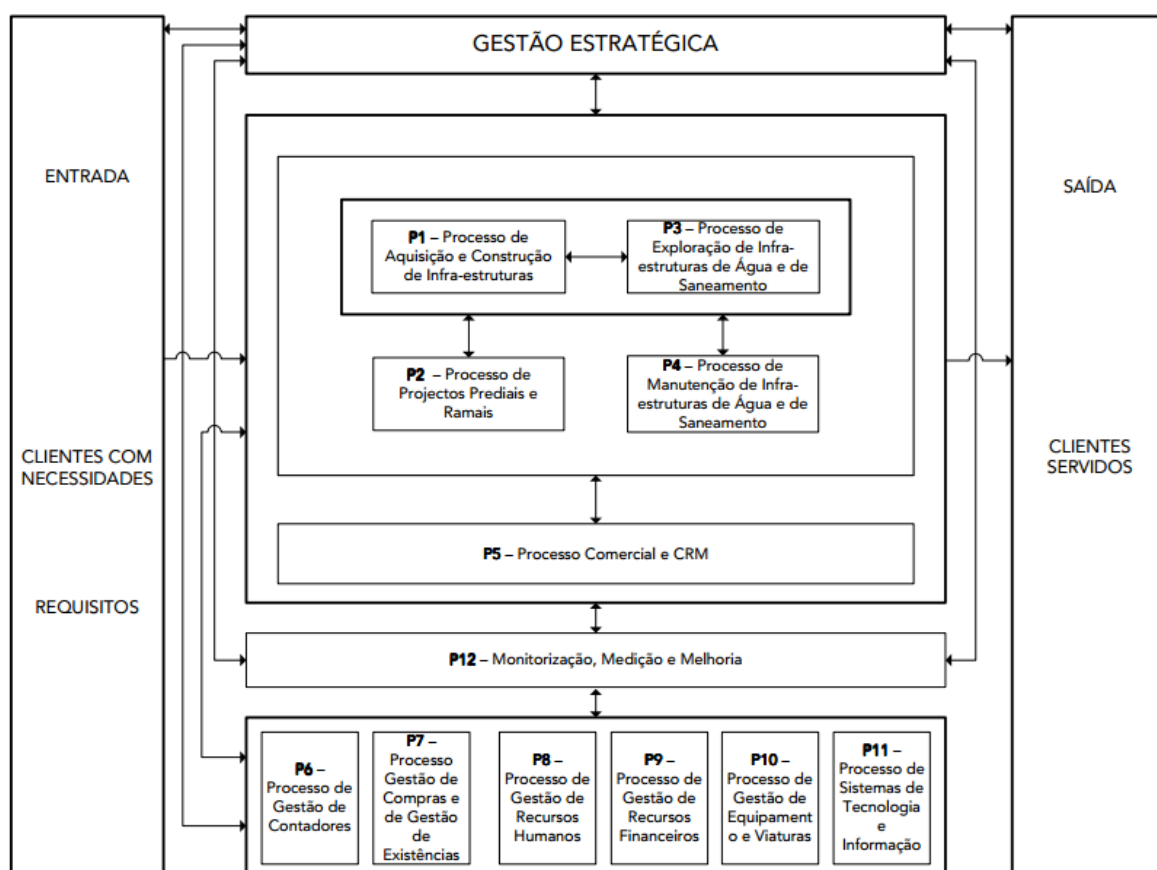 GESTÃO ESTRATÉGICA
ENTRADA
CLIENTES COM
NECESSIDADES
REQUISITOS
P1 – Processo de
Aquisição e Construção
de Infra-estruturas
P3 – Processo de
Exploração de Infra-
estruturas de Água e de
Saneamento
P2 – Processo de
Projectos Prediais e
Ramais
P4 – Processo de
Manutenção de Infra-
estruturas de Água e de
Saneamento
P5 – Processo Comercial e CRM
P12 – Monitorização, Medição e Melhoria
P6 –
Processo de
Gestão de
Contadores
P7 –
Processo
Gestão de
Compras e
de Gestão
de
Existências
P8 –
Processo de
Gestão de
Recursos
Humanos
P9 –
Processo de
Gestão de
Recursos
Financeiros
P10 –
Processo de
Gestão de
Equipament
o e Viaturas
P11 –
Processo de
Sistemas de
Tecnologia
e
Informação
SAÍDA
CLIENTES
SERVIDOS